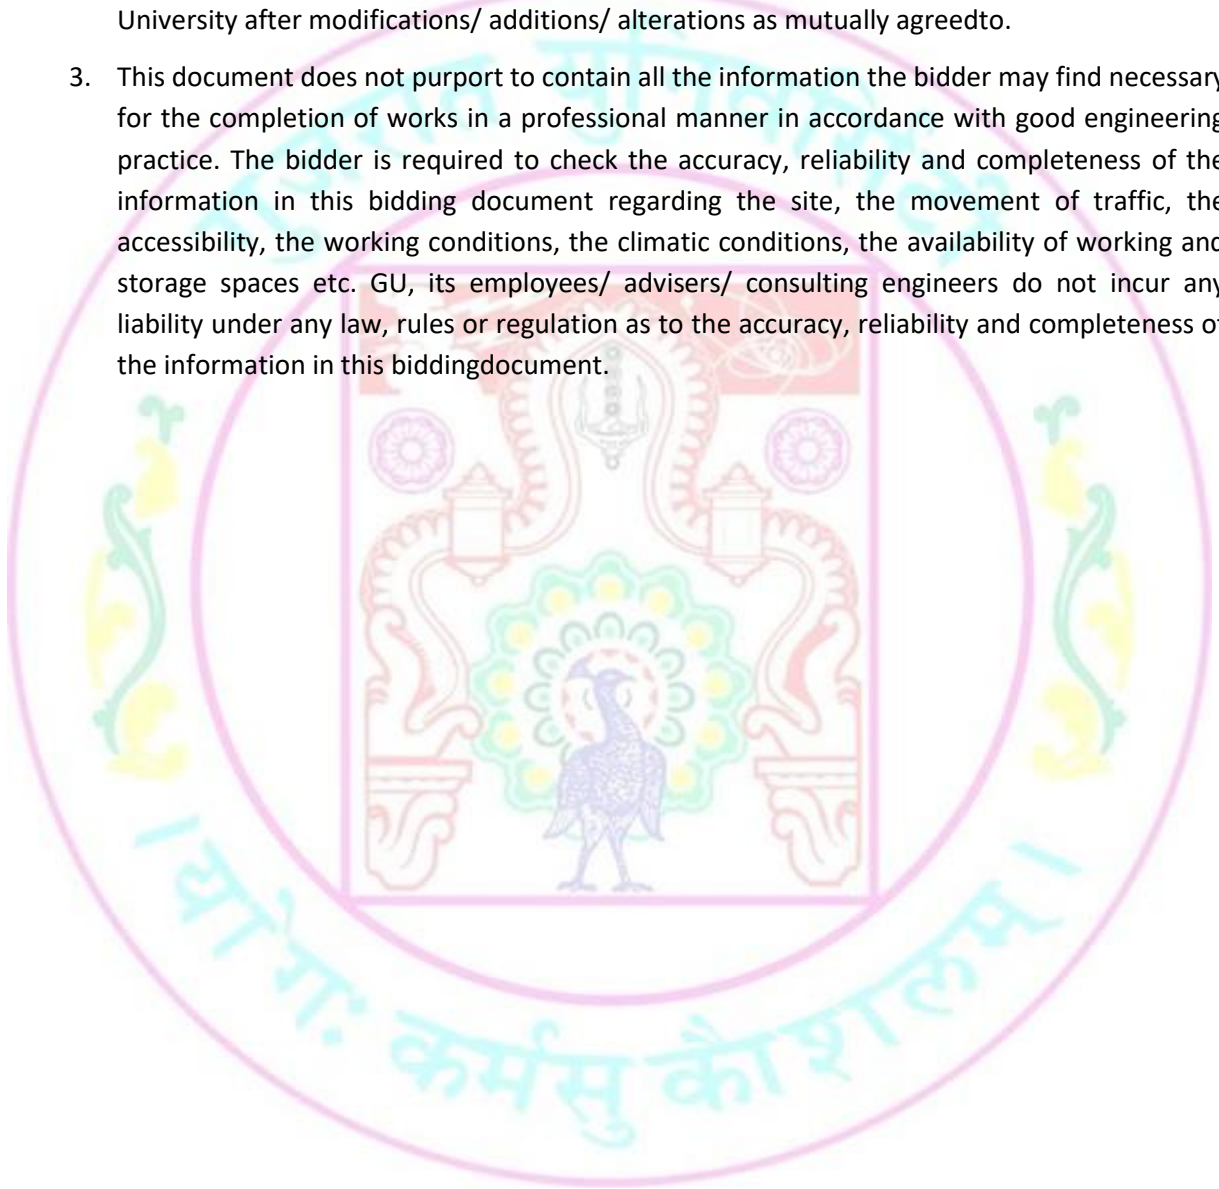 University after modifications/ additions/ alterations as mutually agreedto.
3. This document does not purport to contain all the information the bidder may find necessary
for the completion of works in a professional manner in accordance with good engineering
practice. The bidder is required to check the accuracy, reliability and completeness of the
information in this bidding document regarding the site, the movement of traffic, the
accessibility, the working conditions, the climatic conditions, the availability of working and
storage spaces etc. GU, its employees/ advisers/ consulting engineers do not incur any
liability under any law, rules or regulation as to the accuracy, reliability and completeness of
the information in this biddingdocument.
गुजरात युनिवर्सिटी
। योगः कर्मसु कौशलम् ।